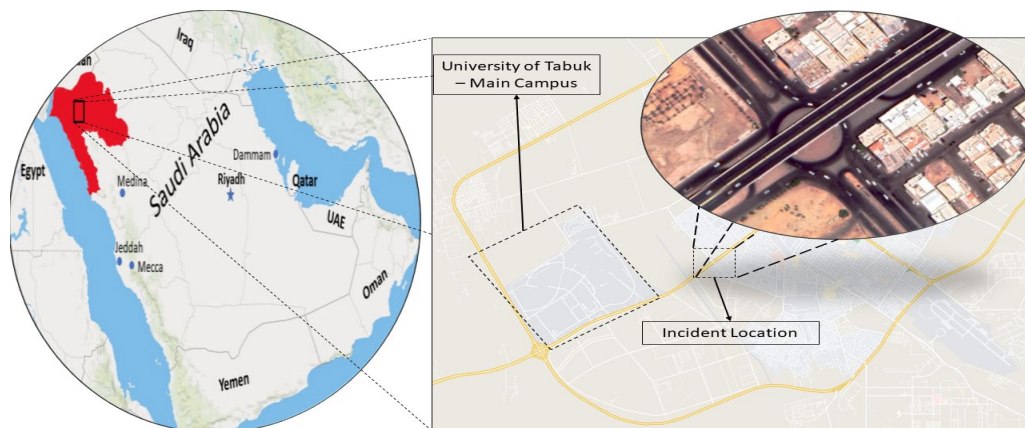 Iraq
Saudi Arabia
Egypt
Medina
Dammam
Riyadh
Qatar
UAE
Jeddah
Mecca
Oman
Yemen
University of Tabuk
– Main Campus
Incident Location